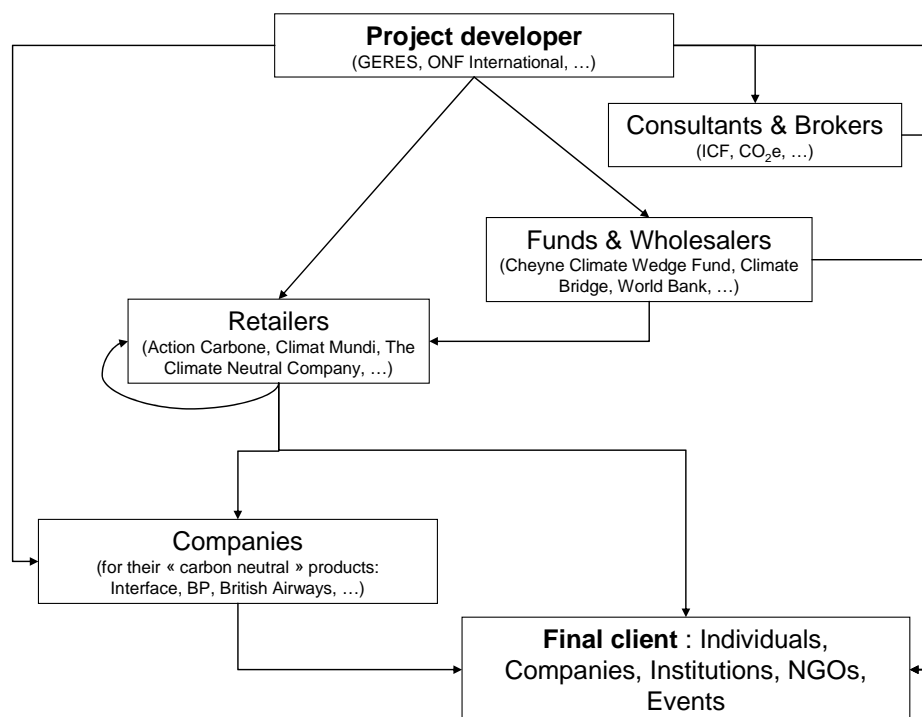 Project developer
(GERES, ONF International, …)
Consultants & Brokers
(ICF, CO₂e, …)
Funds & Wholesalers
(Cheyne Climate Wedge Fund, Climate
Bridge, World Bank, …)
Retailers
(Action Carbone, Climat Mundi, The
Climate Neutral Company, …)
Companies
(for their « carbon neutral » products:
Interface, BP, British Airways, …)
Final client : Individuals,
Companies, Institutions, NGOs,
Events